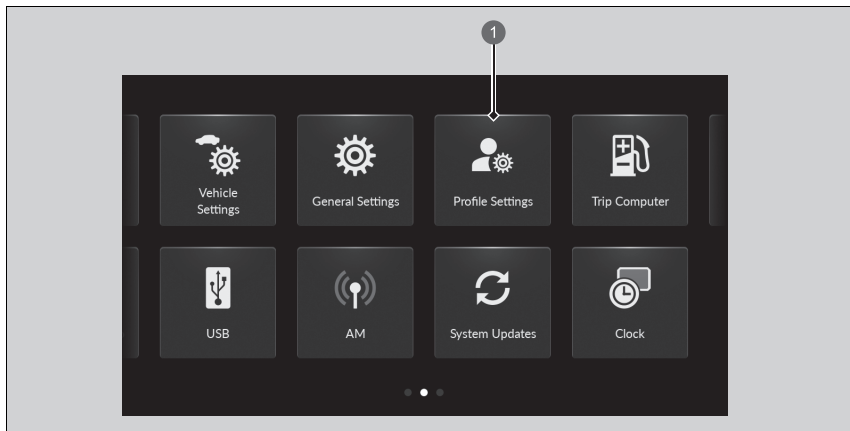 1
Vehicle
Settings
General Settings
Profile Settings
Trip Computer
USB
AM
System Updates
Clock